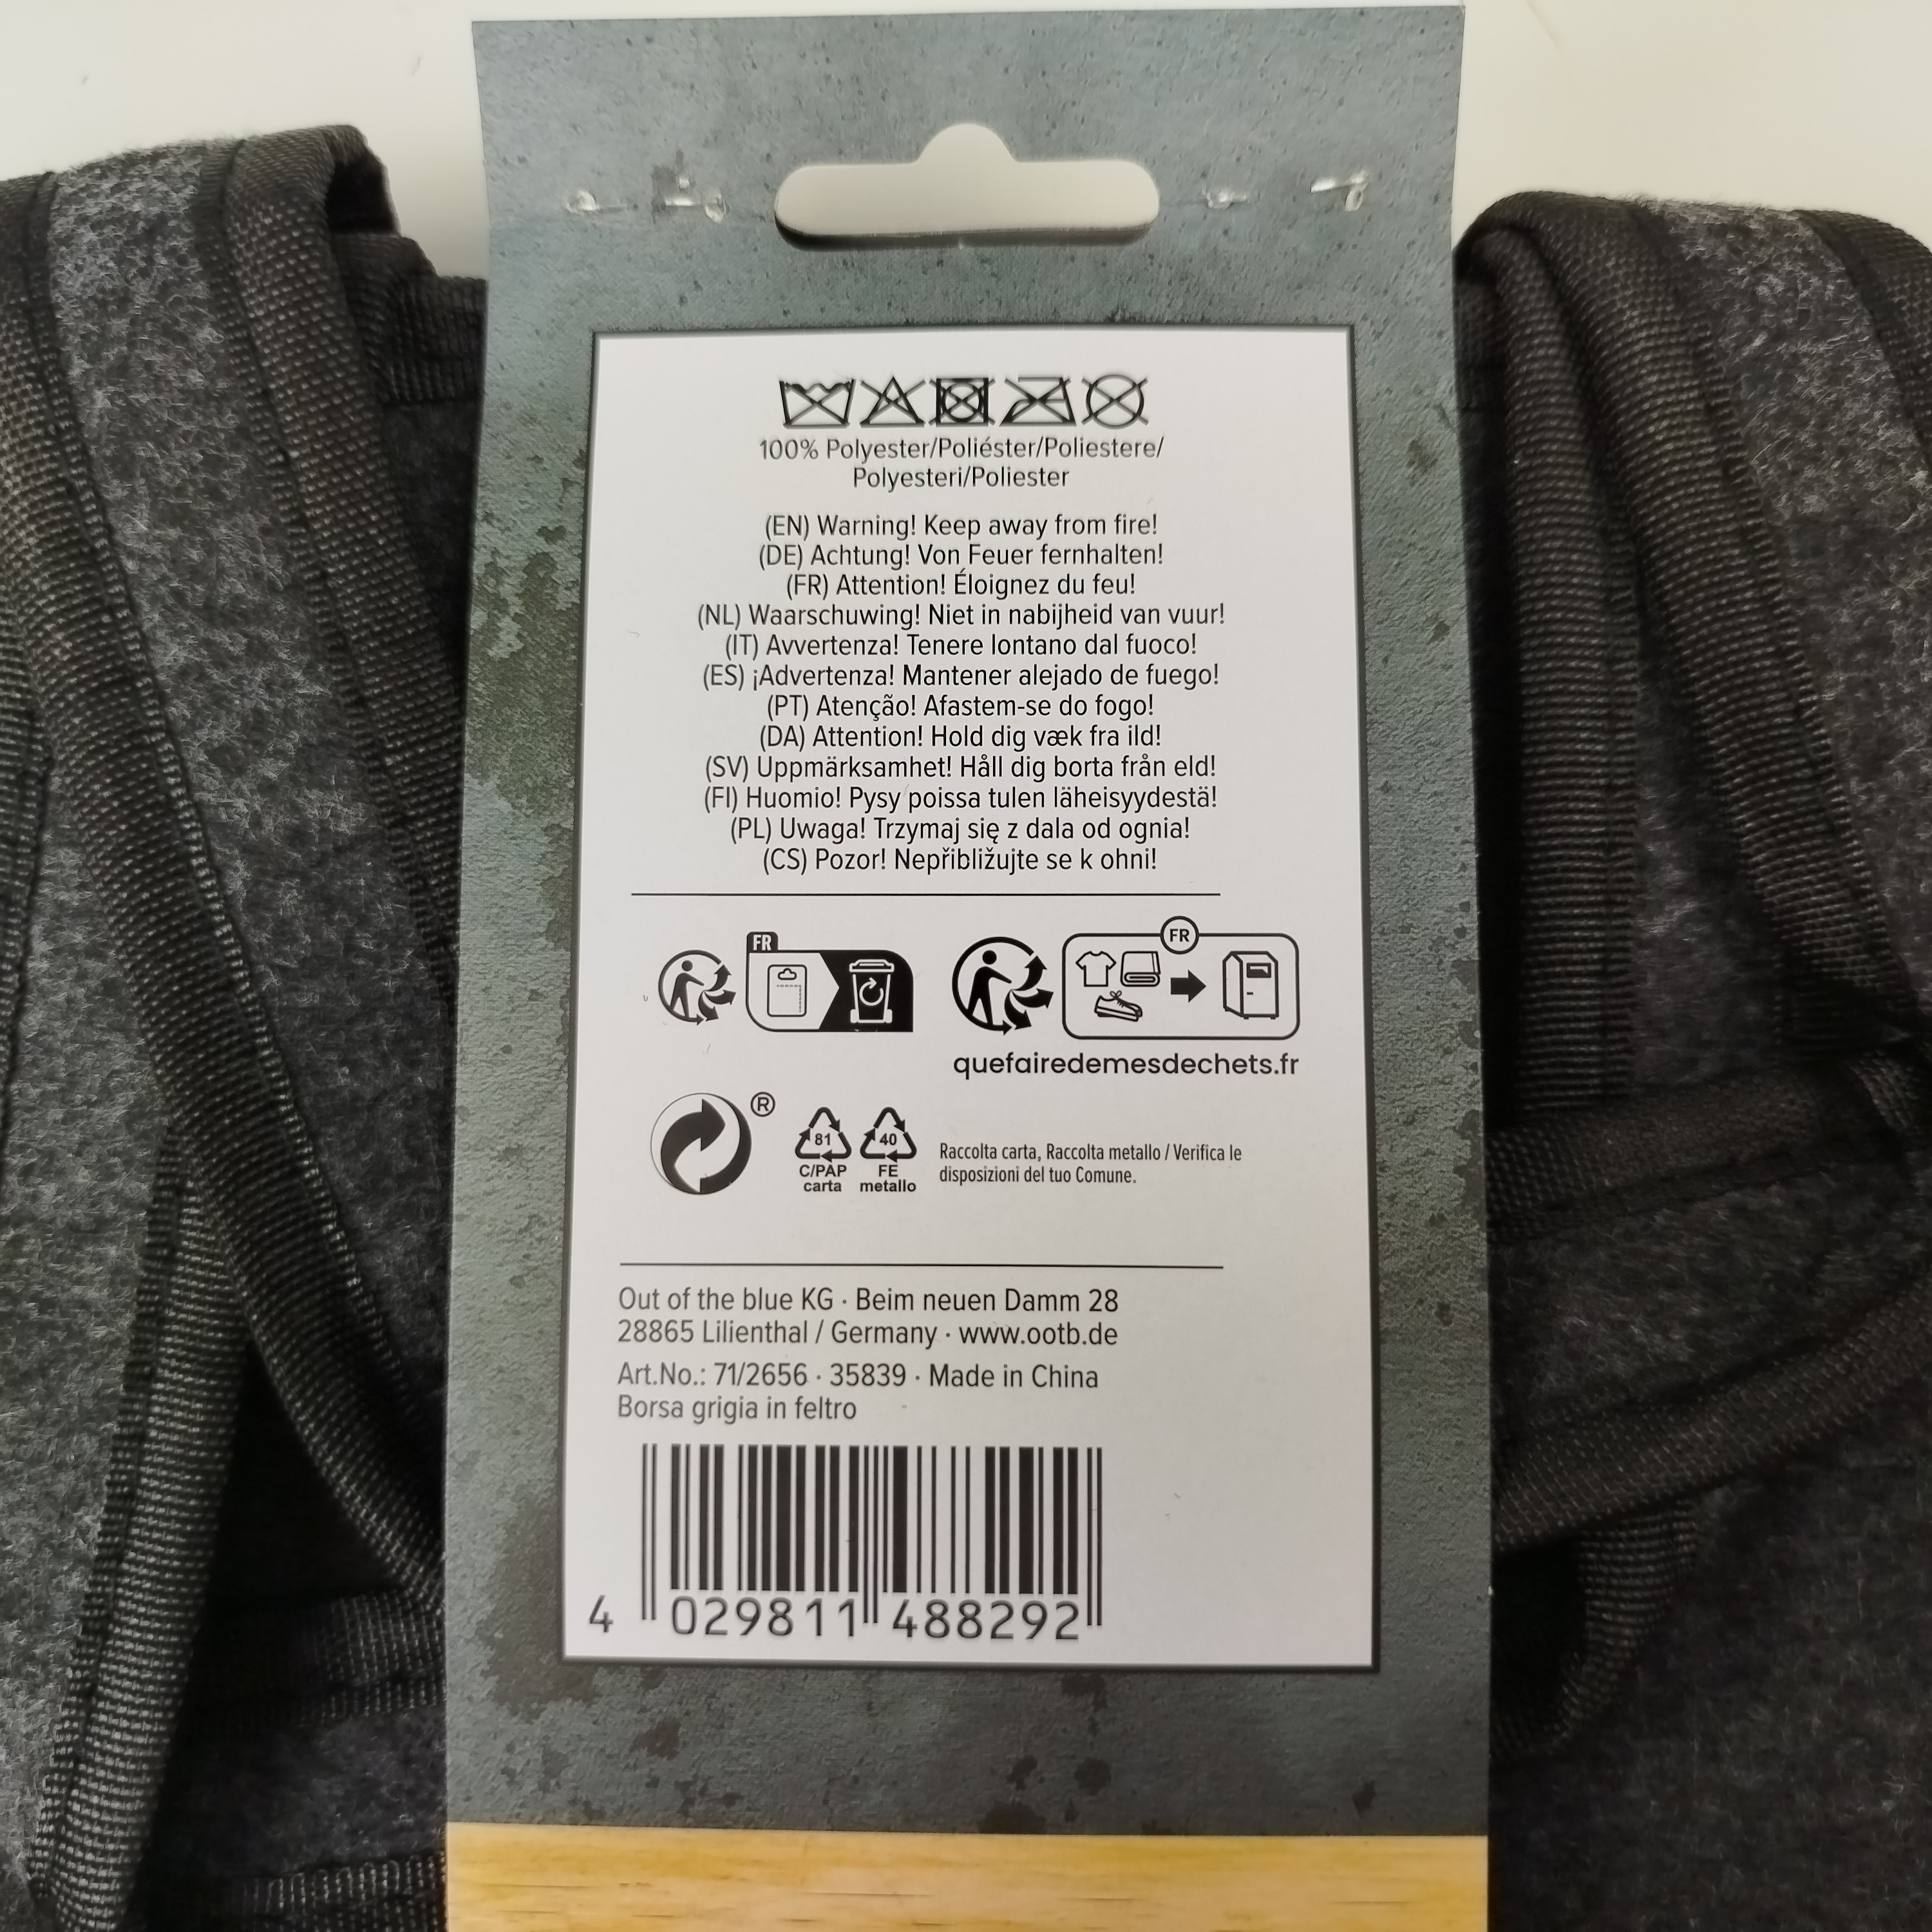 100% Polyester/Poliéster/Poliestere/
Polyesteri/Poliester
(EN) Warning! Keep away from fire!
(DE) Achtung! Von Feuer fernhalten!
(FR) Attention! Éloignez du feu!
(NL) Waarschuwing! Niet in nabijheid van vuur!
(IT) Avvertenza! Tenere lontano dal fuoco!
(ES) ¡Advertenza! Mantener alejado de fuego!
(PT) Atenção! Afastem-se do fogo!
(DA) Attention! Hold dig væk fra ild!
(SV) Uppmärksamhet! Håll dig borta från eld!
(FI) Huomio! Pysy poissa tulen läheisyydestä!
(PL) Uwaga! Trzymaj się z dala od ognia!
(CS) Pozor! Nepřibližujte se k ohni!
FR
FR
quefairedemesdechets.fr
®
81 C/PAP carta
40 FE metallo
Raccolta carta, Raccolta metallo / Verifica le
disposizioni del tuo Comune.
Out of the blue KG · Beim neuen Damm 28
28865 Lilienthal / Germany · www.ootb.de
Art.No.: 71/2656 · 35839 · Made in China
Borsa grigia in feltro
4 029811 488292